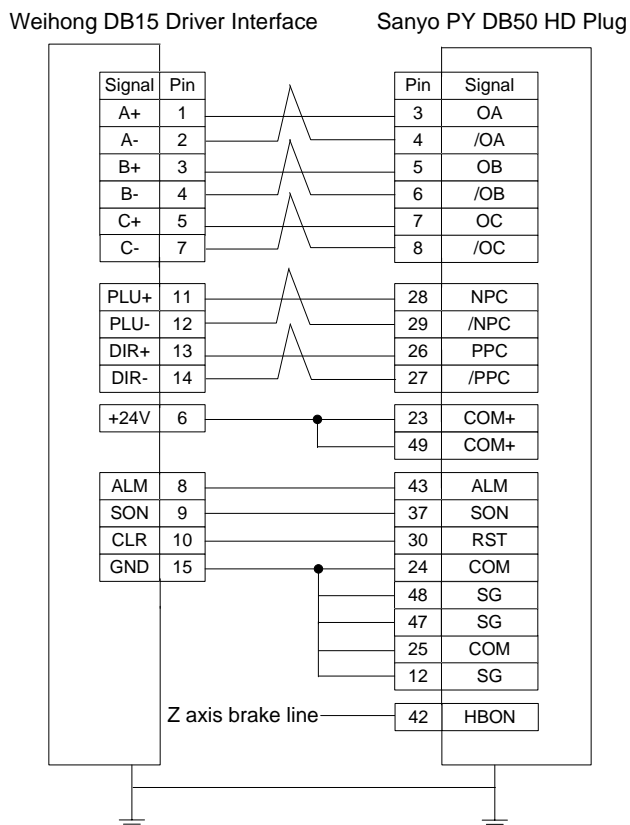 Weihong DB15 Driver Interface Sanyo PY DB50 HD Plug
Signal Pin Pin Signal
A+ 1 3 OA
A- 2 4 /OA
B+ 3 5 OB
B- 4 6 /OB
C+ 5 7 OC
C- 7 8 /OC
PLU+ 11 28 NPC
PLU- 12 29 /NPC
DIR+ 13 26 PPC
DIR- 14 27 /PPC
+24V 6 23 COM+
49 COM+
ALM 8 43 ALM
SON 9 37 SON
CLR 10 30 RST
GND 15 24 COM
48 SG
47 SG
25 COM
12 SG
Z axis brake line 42 HBON